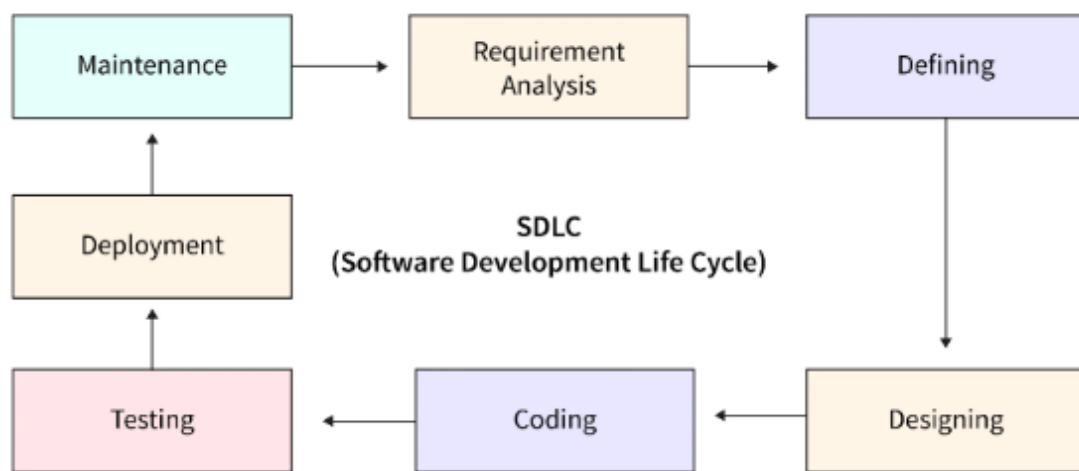 Maintenance
Requirement
Analysis
Defining
Deployment
SDLC
(Software Development Life Cycle)
Testing
Coding
Designing